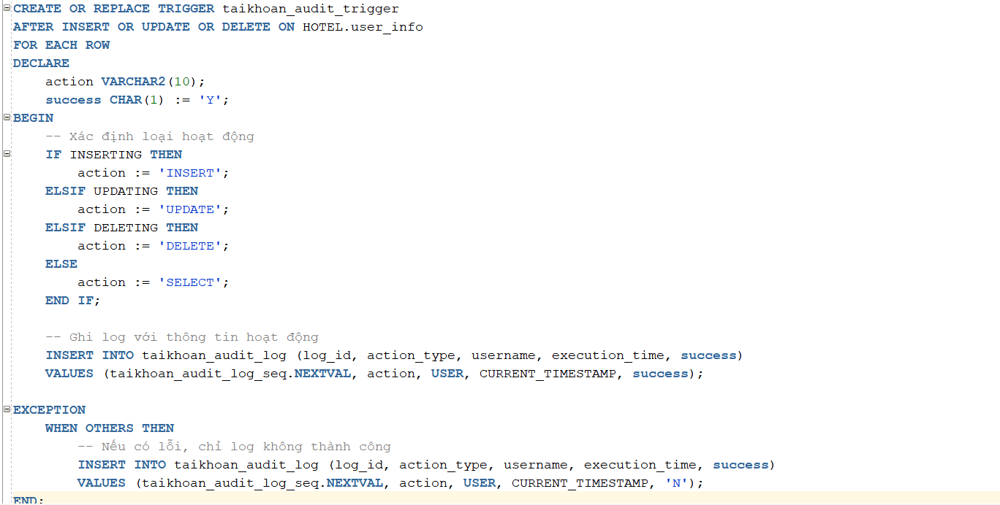 CREATE OR REPLACE TRIGGER taikhoan_audit_trigger
AFTER INSERT OR UPDATE OR DELETE ON HOTEL.user_info
FOR EACH ROW
DECLARE
    action VARCHAR2(10);
    success CHAR(1) := 'Y';
BEGIN
    -- Xác định loại hoạt động
    IF INSERTING THEN
        action := 'INSERT';
    ELSIF UPDATING THEN
        action := 'UPDATE';
    ELSIF DELETING THEN
        action := 'DELETE';
    ELSE
        action := 'SELECT';
    END IF;
    -- Ghi log với thông tin hoạt động
    INSERT INTO taikhoan_audit_log (log_id, action_type, username, execution_time, success)
    VALUES (taikhoan_audit_log_seq.NEXTVAL, action, USER, CURRENT_TIMESTAMP, success);
EXCEPTION
    WHEN OTHERS THEN
        -- Nếu có lỗi, chỉ log không thành công
        INSERT INTO taikhoan_audit_log (log_id, action_type, username, execution_time, success)
        VALUES (taikhoan_audit_log_seq.NEXTVAL, action, USER, CURRENT_TIMESTAMP, 'N');
END;